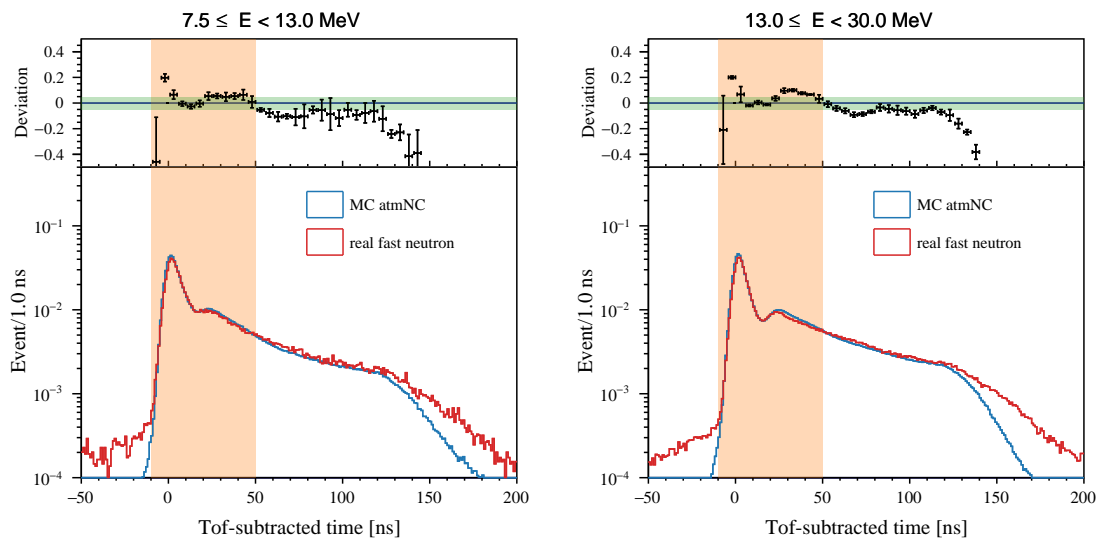 7.5 ≤ E < 13.0 MeV
Deviation
0.4
0.2
0
−0.2
−0.4
MC atmNC
real fast neutron
Event/1.0 ns
10−1
10−2
10−3
10−4
−50 0 50 100 150 200
Tof-subtracted time [ns]
13.0 ≤ E < 30.0 MeV
Deviation
0.4
0.2
0
−0.2
−0.4
MC atmNC
real fast neutron
Event/1.0 ns
10−1
10−2
10−3
10−4
−50 0 50 100 150 200
Tof-subtracted time [ns]